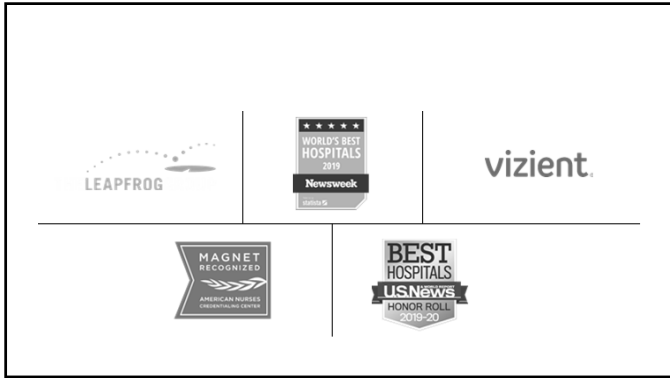 LEAPFROG
WORLD'S BEST
HOSPITALS
2019
Newsweek
statista
vizient
MAGNET
RECOGNIZED
AMERICAN NURSES
CREDENTIALING CENTER
BEST
HOSPITALS
U.S.News
HONOR ROLL
2019-20